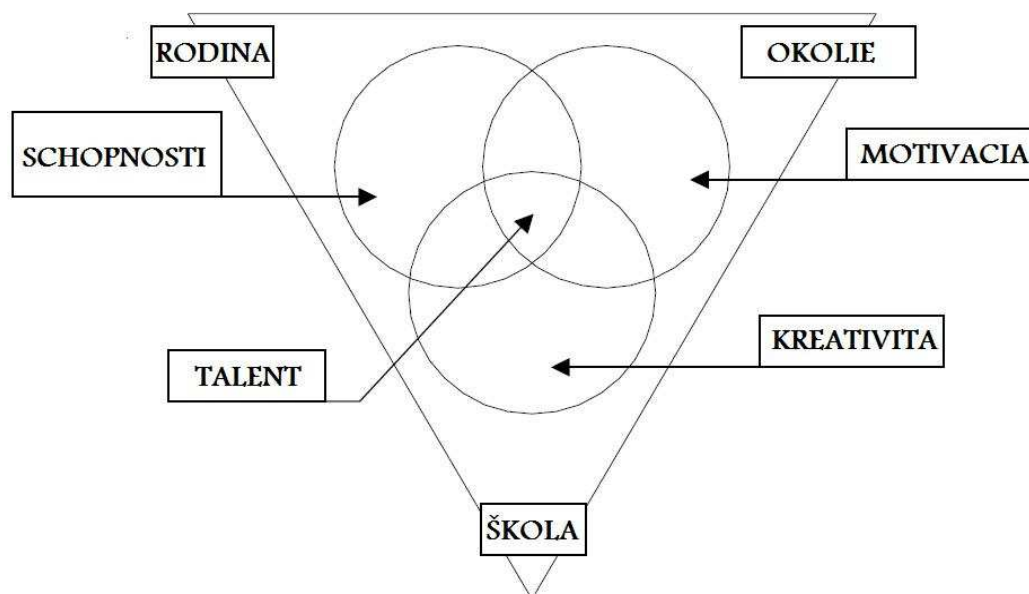 RODINA
OKOLIE
SCHOPNOSTI
MOTIVACIA
KREATIVITA
TALENT
ŠKOLA